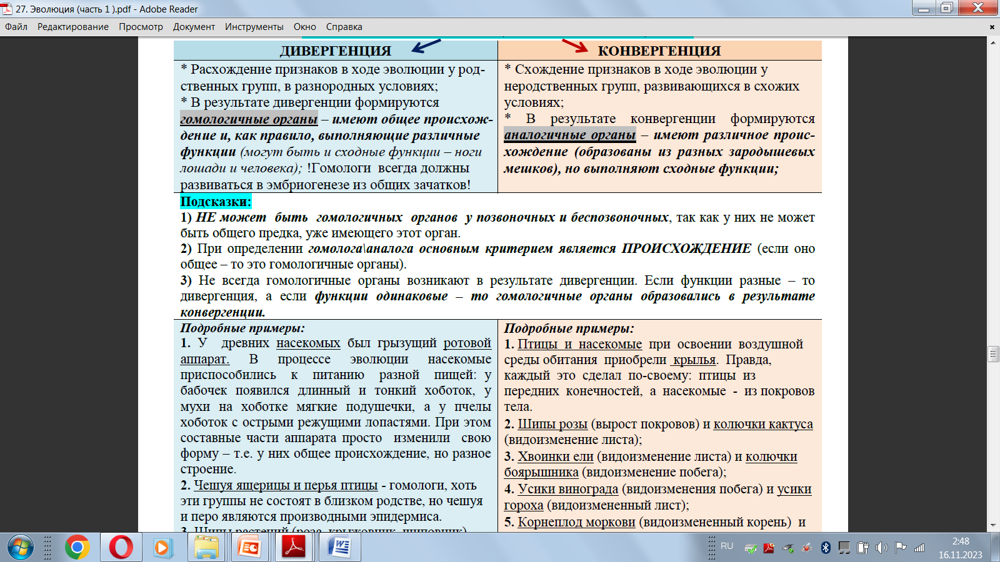 27. Эволюция (часть 1 ).pdf - Adobe Reader
Файл Редактирование Просмотр Документ Инструменты Окно Справка
ДИВЕРГЕНЦИЯ
* Расхождение признаков в ходе эволюции у род-
ственных групп, в разнородных условиях;
* В результате дивергенции формируются
гомологичные органы – имеют общее происхож-
дение и, как правило, выполняющие различные
функции (могут быть и сходные функции – ноги
лошади и человека); !Гомологи всегда должны
развиваться в эмбриогенезе из общих зачатков!
КОНВЕРГЕНЦИЯ
* Схождение признаков в ходе эволюции у
неродственных групп, развивающихся в схожих
условиях;
* В результате конвергенции формируются
аналогичные органы – имеют различное проис-
хождение (образованы из разных зародышевых
мешков), но выполняют сходные функции;
Подсказки:
1) НЕ может быть гомологичных органов у позвоночных и беспозвоночных, так как у них не может
быть общего предка, уже имеющего этот орган.
2) При определении гомолога\аналога основным критерием является ПРОИСХОЖДЕНИЕ (если оно
общее – то это гомологичные органы).
3) Не всегда гомологичные органы возникают в результате дивергенции. Если функции разные – то
дивергенция, а если функции одинаковые – то гомологичные органы образовались в результате
конвергенции.
Подробные примеры:
1. У древних насекомых был грызущий ротовой
аппарат. В процессе эволюции насекомые
приспособились к питанию разной пищей: у
бабочек появился длинный и тонкий хоботок, у
мухи на хоботке мягкие подушечки, а у пчелы
хоботок с острыми режущими лопастями. При этом
составные части аппарата просто изменили свою
форму – т.е. у них общее происхождение, но разное
строение.
2. Чешуя ящерицы и перья птицы - гомологи, хоть
эти группы не состоят в близком родстве, но чешуя
и перо являются производными эпидермиса.
3. Шипы растений (роза, крыжовник, шиповник)
Подробные примеры:
1. Птицы и насекомые при освоении воздушной
среды обитания приобрели крылья. Правда,
каждый это сделал по-своему: птицы из
передних конечностей, а насекомые - из покровов
тела.
2. Шипы розы (вырост покровов) и колючки кактуса
(видоизменение листа);
3. Хвоинки ели (видоизменение листа) и колючки
боярышника (видоизменение побега);
4. Усики винограда (видоизменения побега) и усики
гороха (видоизмененный лист);
5. Корнеплод моркови (видоизмененный корень) и
RU
2:48
16.11.2023